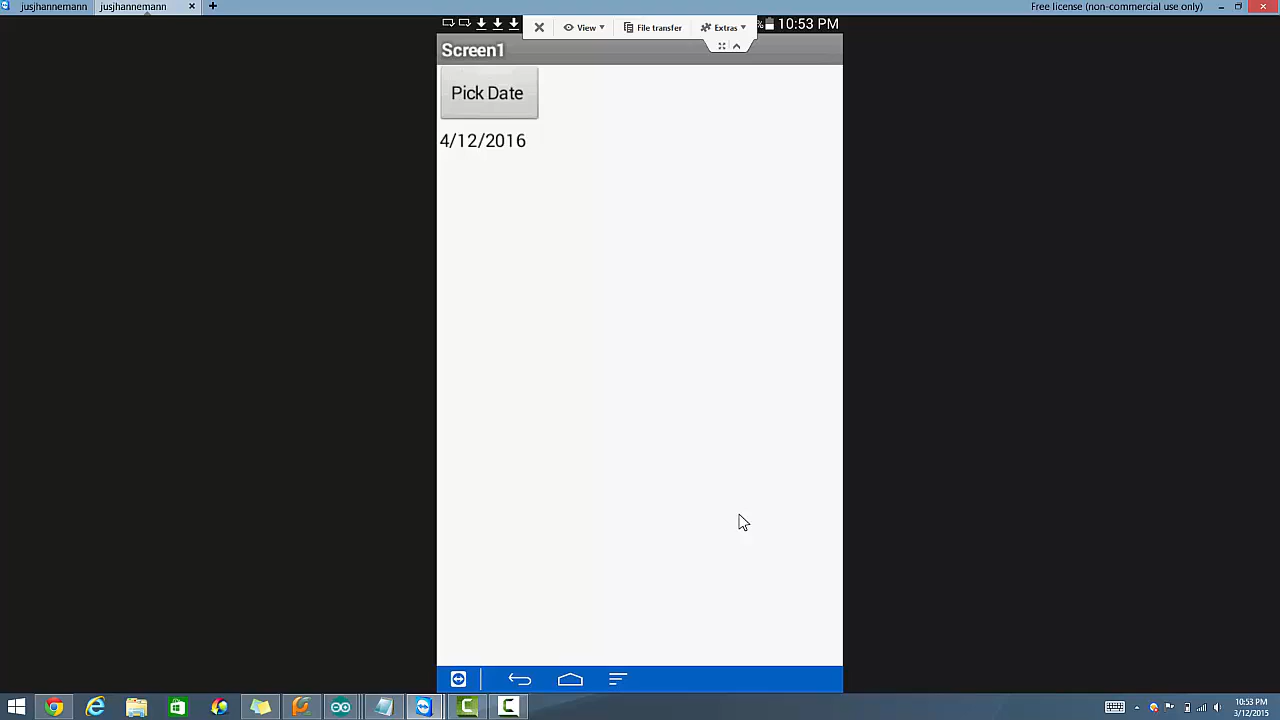 jusjhannemann
jusjhannemann
Free license (non-commercial use only)
View
File transfer
Extras
%
10:53 PM
Screen1
Pick Date
4/12/2016
10:53 PM
3/12/2015